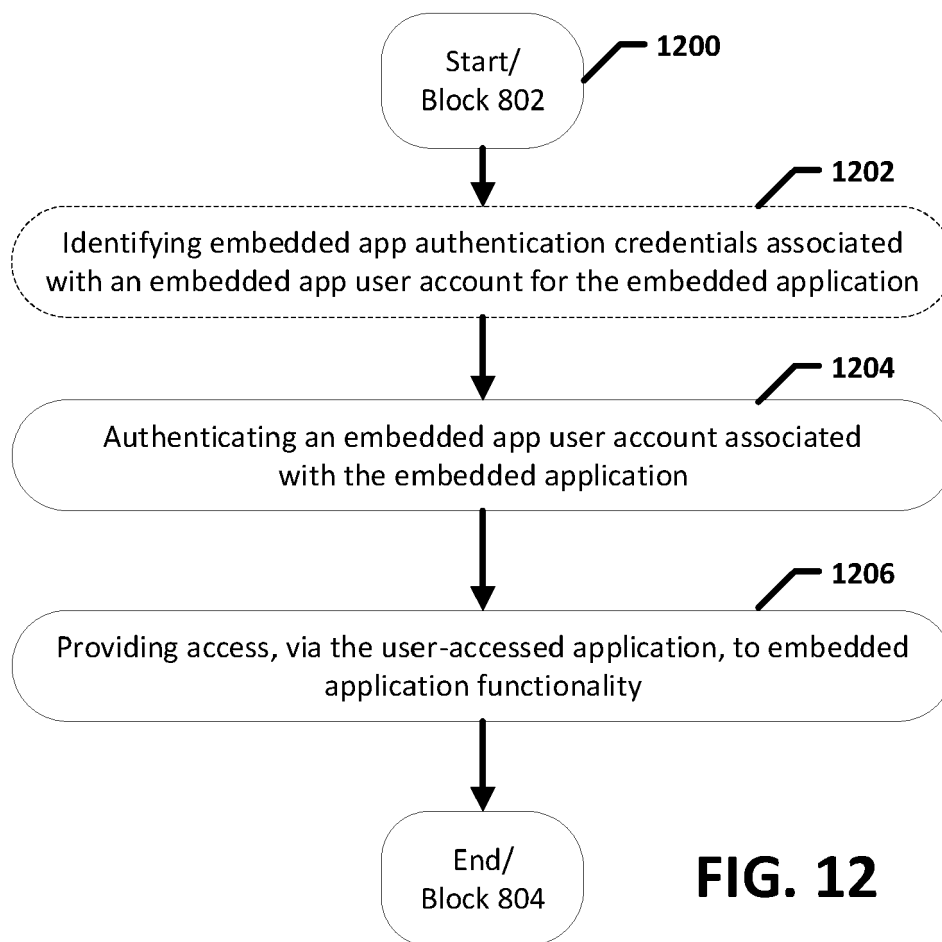 1200
Start/
Block 802
1202
Identifying embedded app authentication credentials associated
with an embedded app user account for the embedded application
1204
Authenticating an embedded app user account associated
with the embedded application
1206
Providing access, via the user-accessed application, to embedded
application functionality
End/
Block 804
FIG. 12